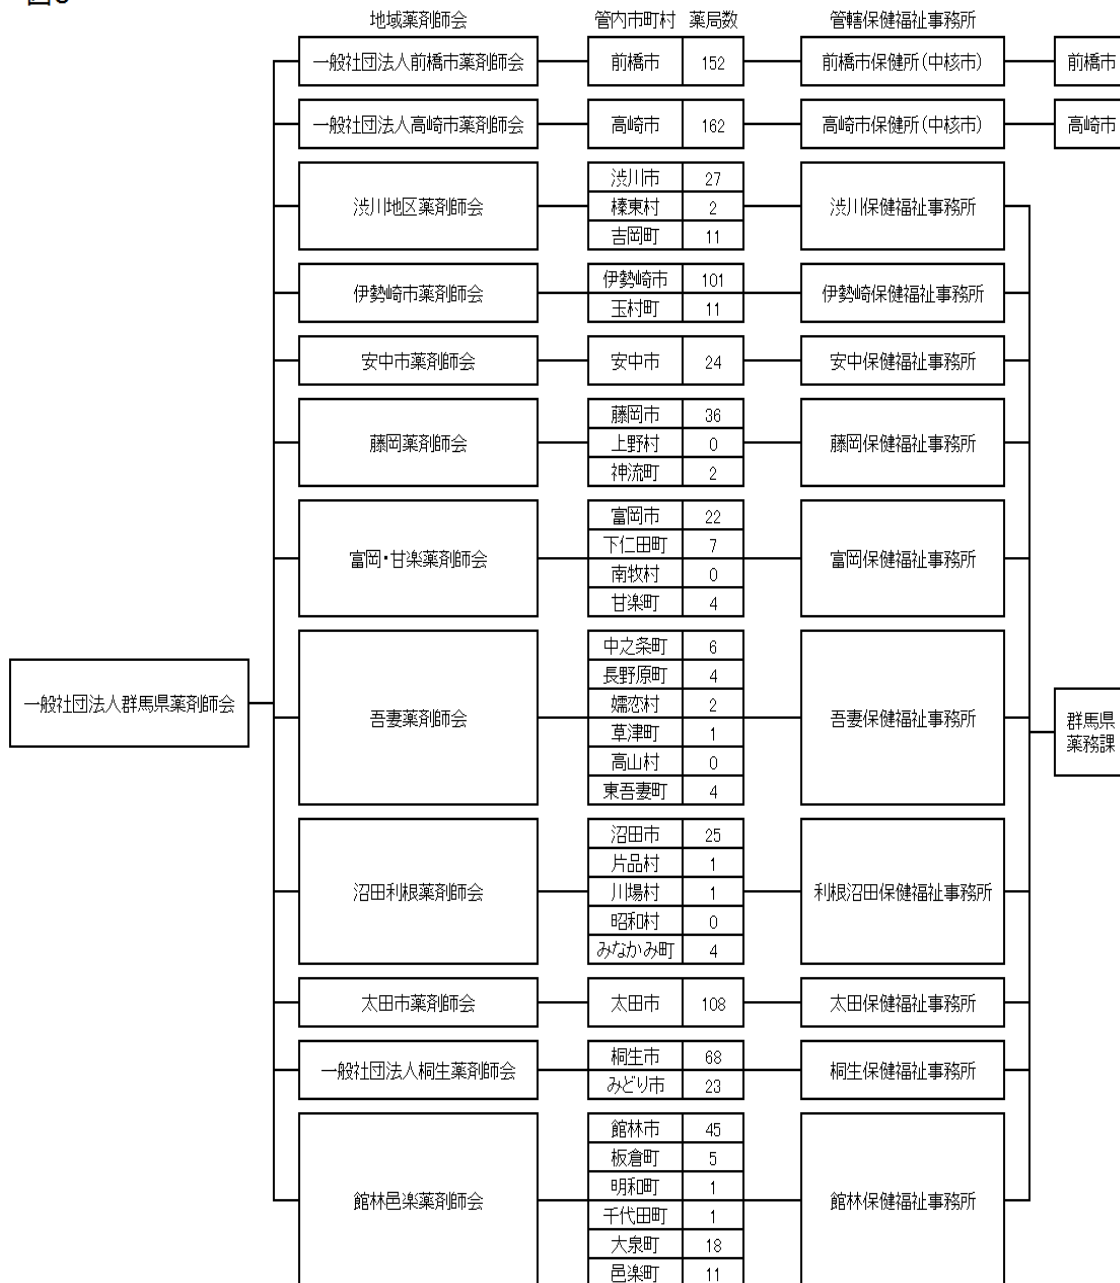 地域薬剤師会 管内市町村 薬局数 管轄保健福祉事務所
一般社団法人前橋市薬剤師会 前橋市 152 前橋市保健所(中核市) 前橋市
一般社団法人高崎市薬剤師会 高崎市 162 高崎市保健所(中核市) 高崎市
渋川市 27
渋川地区薬剤師会 榛東村 2 渋川保健福祉事務所
吉岡町 11
伊勢崎市薬剤師会 伊勢崎市 101 伊勢崎保健福祉事務所
玉村町 11
安中市薬剤師会 安中市 24 安中保健福祉事務所
藤岡市 36
藤岡薬剤師会 上野村 0 藤岡保健福祉事務所
神流町 2
富岡市 22
富岡・甘楽薬剤師会 下仁田町 7 富岡保健福祉事務所
南牧村 0
甘楽町 4
中之条町 6
長野原町 4
一般社団法人群馬県薬剤師会 吾妻薬剤師会 嬬恋村 2 吾妻保健福祉事務所 群馬県
草津町 1 薬務課
高山村 0
東吾妻町 4
沼田市 25
片品村 1
沼田利根薬剤師会 川場村 1 利根沼田保健福祉事務所
昭和村 0
みなかみ町 4
太田市薬剤師会 太田市 108 太田保健福祉事務所
一般社団法人桐生薬剤師会 桐生市 68 桐生保健福祉事務所
みどり市 23
館林市 45
板倉町 5
明和町 1
館林邑楽薬剤師会 千代田町 1 館林保健福祉事務所
大泉町 18
邑楽町 11